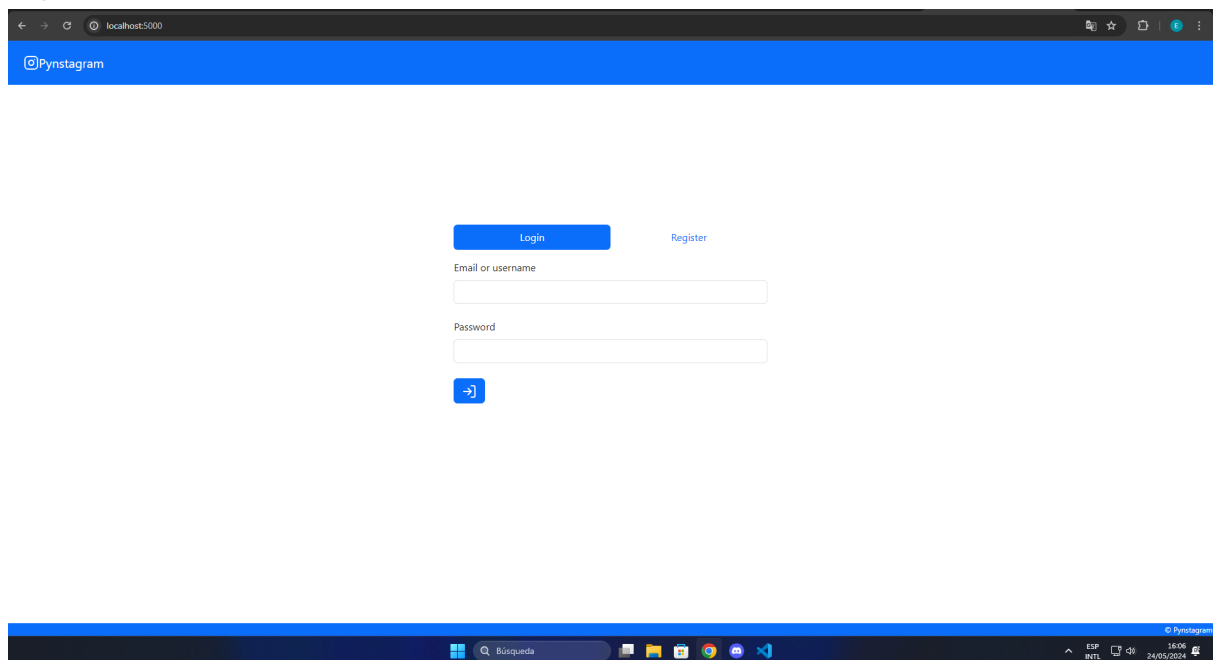 localhost:5000
E
Pynstagram
Login Register
Email or username
Password
© Pynstagram
Búsqueda
ESP
INTL
16:06
24/05/2024